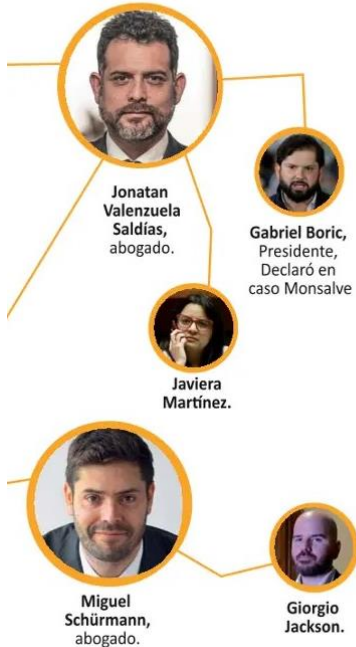 Jonatan
Valenzuela
Saldías,
abogado.
Gabriel Boric,
Presidente,
Declaró en
caso Monsalve
Javiera
Martínez.
Miguel
Schürmann,
abogado.
Giorgio
Jackson.